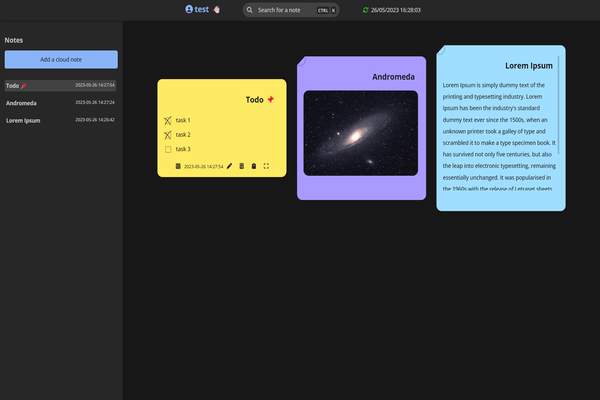 test
Search for a note
CTRL K
26/05/2023 16:28:03
Notes
Add a cloud note
Todo 2023-05-26 14:27:54
Andromeda 2023-05-26 14:27:24
Lorem Ipsum 2023-05-26 14:26:42
Todo
task 1
task 2
task 3
2023-05-26 14:27:54
Andromeda
Lorem Ipsum
Lorem Ipsum is simply dummy text of the
printing and typesetting industry. Lorem
Ipsum has been the industry's standard
dummy text ever since the 1500s, when an
unknown printer took a galley of type and
scrambled it to make a type specimen book. It
has survived not only five centuries, but also
the leap into electronic typesetting, remaining
essentially unchanged. It was popularised in
the 1960s with the release of Letraset sheets